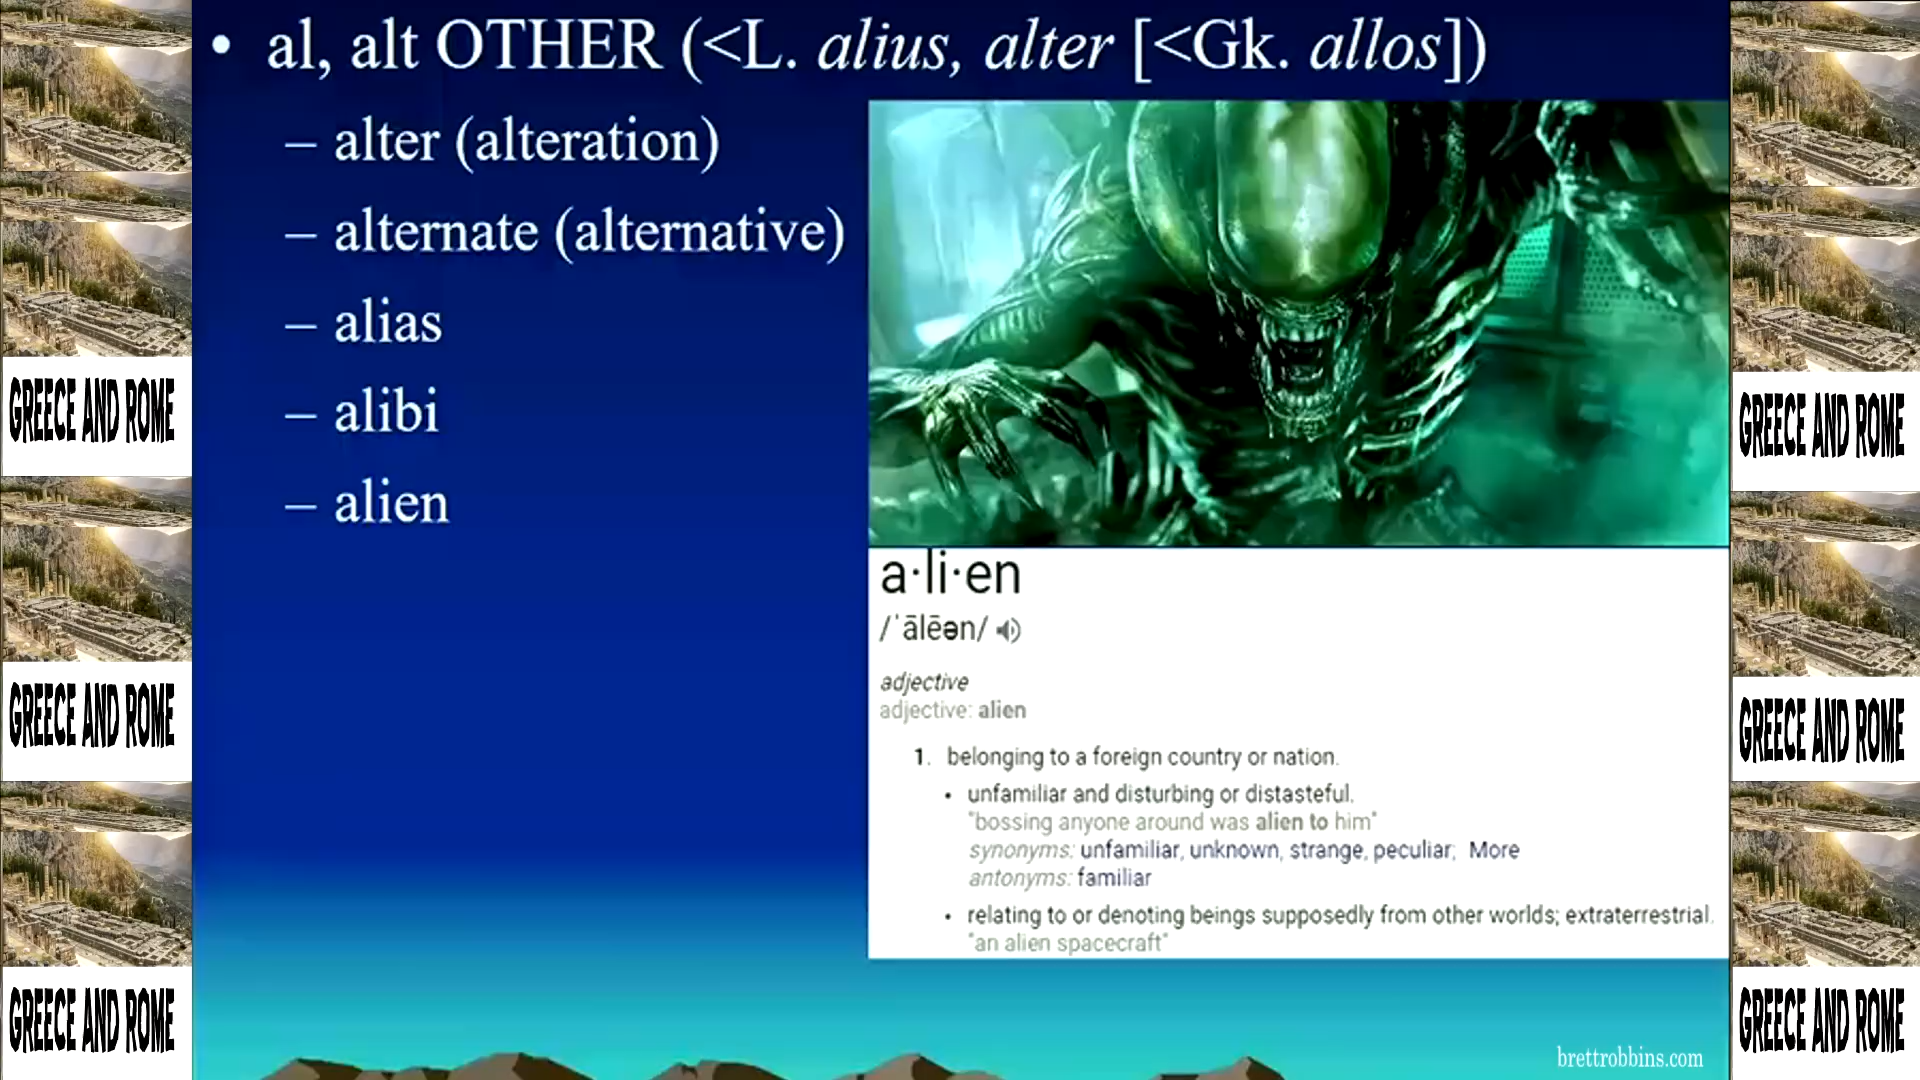 • al, alt OTHER (<L. alius, alter [<Gk. allos])
– alter (alteration)
– alternate (alternative)
– alias
– alibi
– alien
a·li·en
/ˈālēən/
adjective
adjective: alien
1. belonging to a foreign country or nation.
• unfamiliar and disturbing or distasteful.
"bossing anyone around was alien to him"
synonyms: unfamiliar, unknown, strange, peculiar; More
antonyms: familiar
• relating to or denoting beings supposedly from other worlds; extraterrestrial.
"an alien spacecraft"
brettrobbins.com
GREECE AND ROME
GREECE AND ROME
GREECE AND ROME
GREECE AND ROME
GREECE AND ROME
GREECE AND ROME